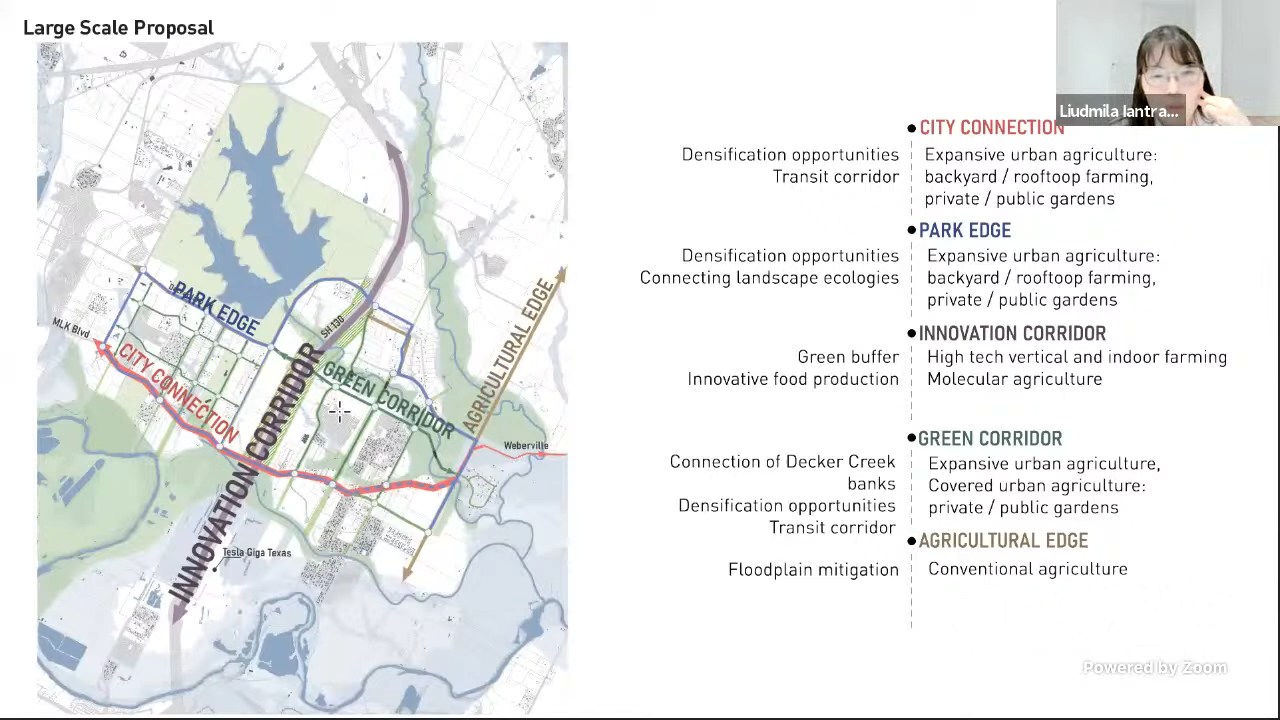 Large Scale Proposal
Liudmila Iantra...
MLK Blvd
PARK EDGE
CITY CONNECTION
SH 130
INNOVATION CORRIDOR
GREEN CORRIDOR
AGRICULTURAL EDGE
Weberville
Tesla Giga Texas
CITY CONNECTION
Densification opportunities
Transit corridor
Expansive urban agriculture:
backyard / rooftoop farming,
private / public gardens
PARK EDGE
Densification opportunities
Connecting landscape ecologies
Expansive urban agriculture:
backyard / rooftoop farming,
private / public gardens
INNOVATION CORRIDOR
Green buffer
Innovative food production
High tech vertical and indoor farming
Molecular agriculture
GREEN CORRIDOR
Connection of Decker Creek
banks
Densification opportunities
Transit corridor
Expansive urban agriculture,
Covered urban agriculture:
private / public gardens
AGRICULTURAL EDGE
Floodplain mitigation
Conventional agriculture
Powered by Zoom